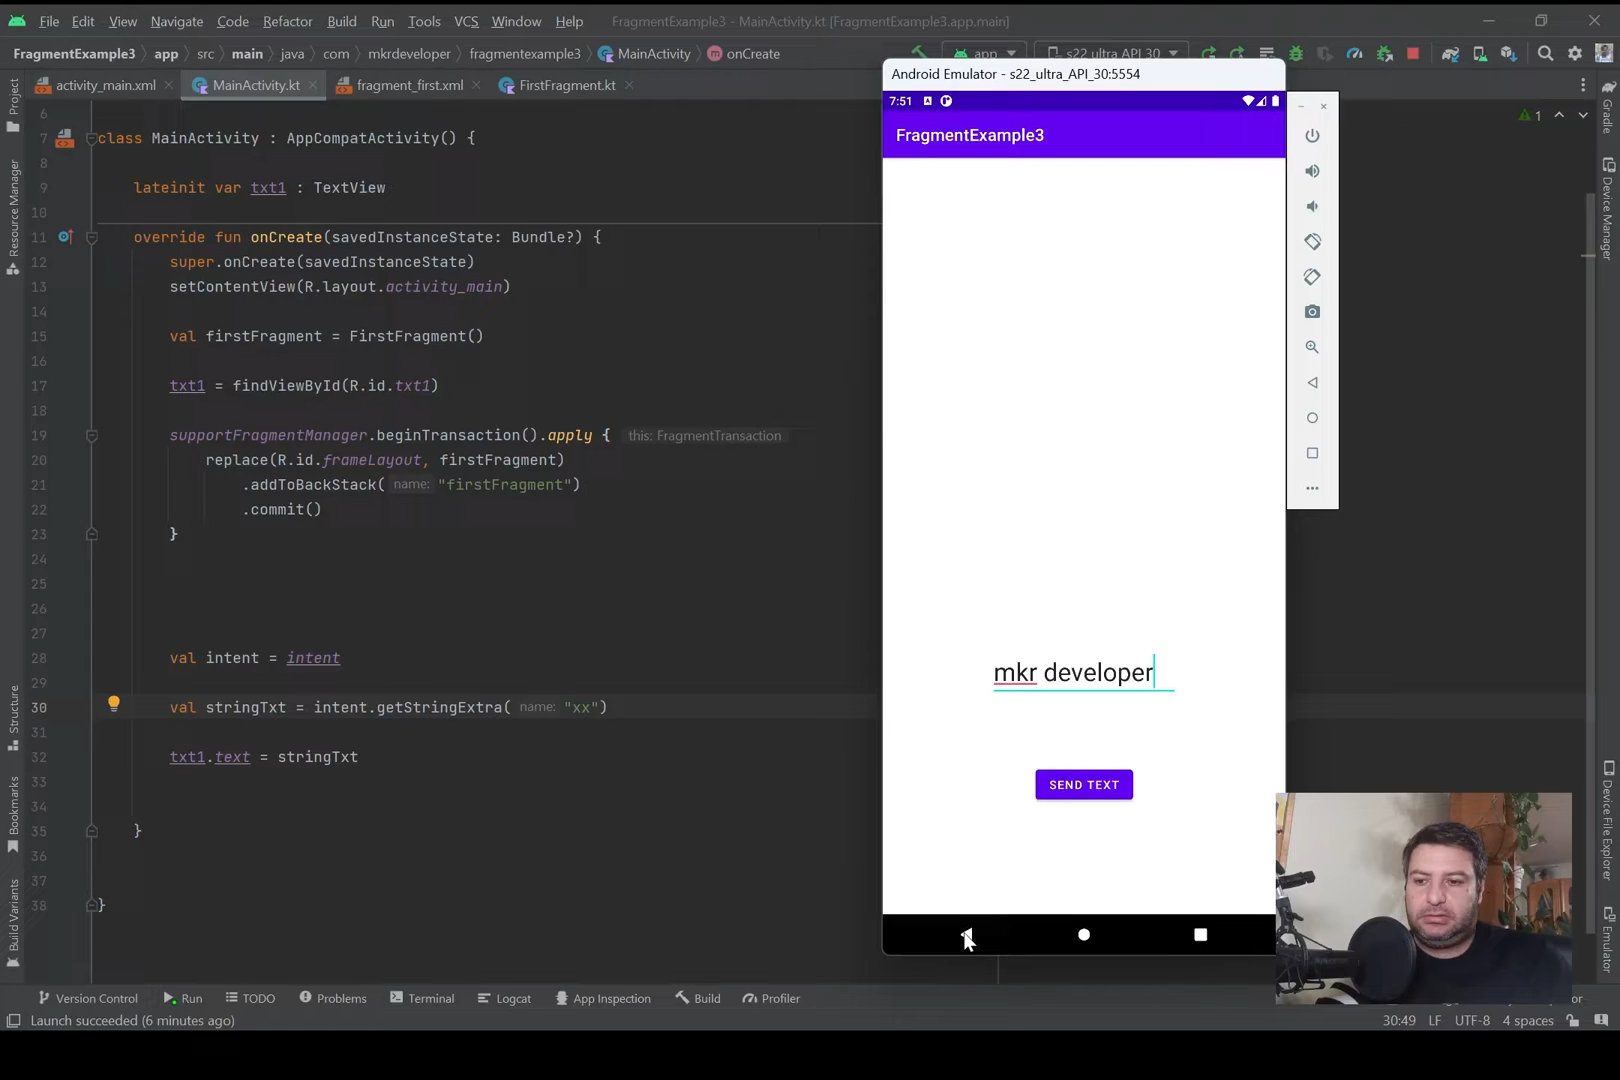 File Edit View Navigate Code Refactor Build Run Tools VCS Window Help FragmentExample3 - MainActivity.kt [FragmentExample3.app.main]
FragmentExample3 app src main java com mkrdeveloper fragmentexample3 MainActivity onCreate app s22 ultra API 30
activity_main.xml MainActivity.kt fragment_first.xml FirstFragment.kt
Project
Resource Manager
Structure
Bookmarks
Build Variants
6
7 class MainActivity : AppCompatActivity() {
8
9 lateinit var txt1 : TextView
10
11 override fun onCreate(savedInstanceState: Bundle?) {
12 super.onCreate(savedInstanceState)
13 setContentView(R.layout.activity_main)
14
15 val firstFragment = FirstFragment()
16
17 txt1 = findViewById(R.id.txt1)
18
19 supportFragmentManager.beginTransaction().apply { this: FragmentTransaction
20 replace(R.id.frameLayout, firstFragment)
21 .addToBackStack( name: "firstFragment")
22 .commit()
23 }
24
25
26
27
28 val intent = intent
29
30 val stringTxt = intent.getStringExtra( name: "xx")
31
32 txt1.text = stringTxt
33
34
35 }
36
37
38 }
Android Emulator - s22_ultra_API_30:5554
7:51
FragmentExample3
mkr developer
SEND TEXT
1
Gradle
Device Manager
Device File Explorer
Emulator
Version Control Run TODO Problems Terminal Logcat App Inspection Build Profiler
Launch succeeded (6 minutes ago) 30:49 LF UTF-8 4 spaces